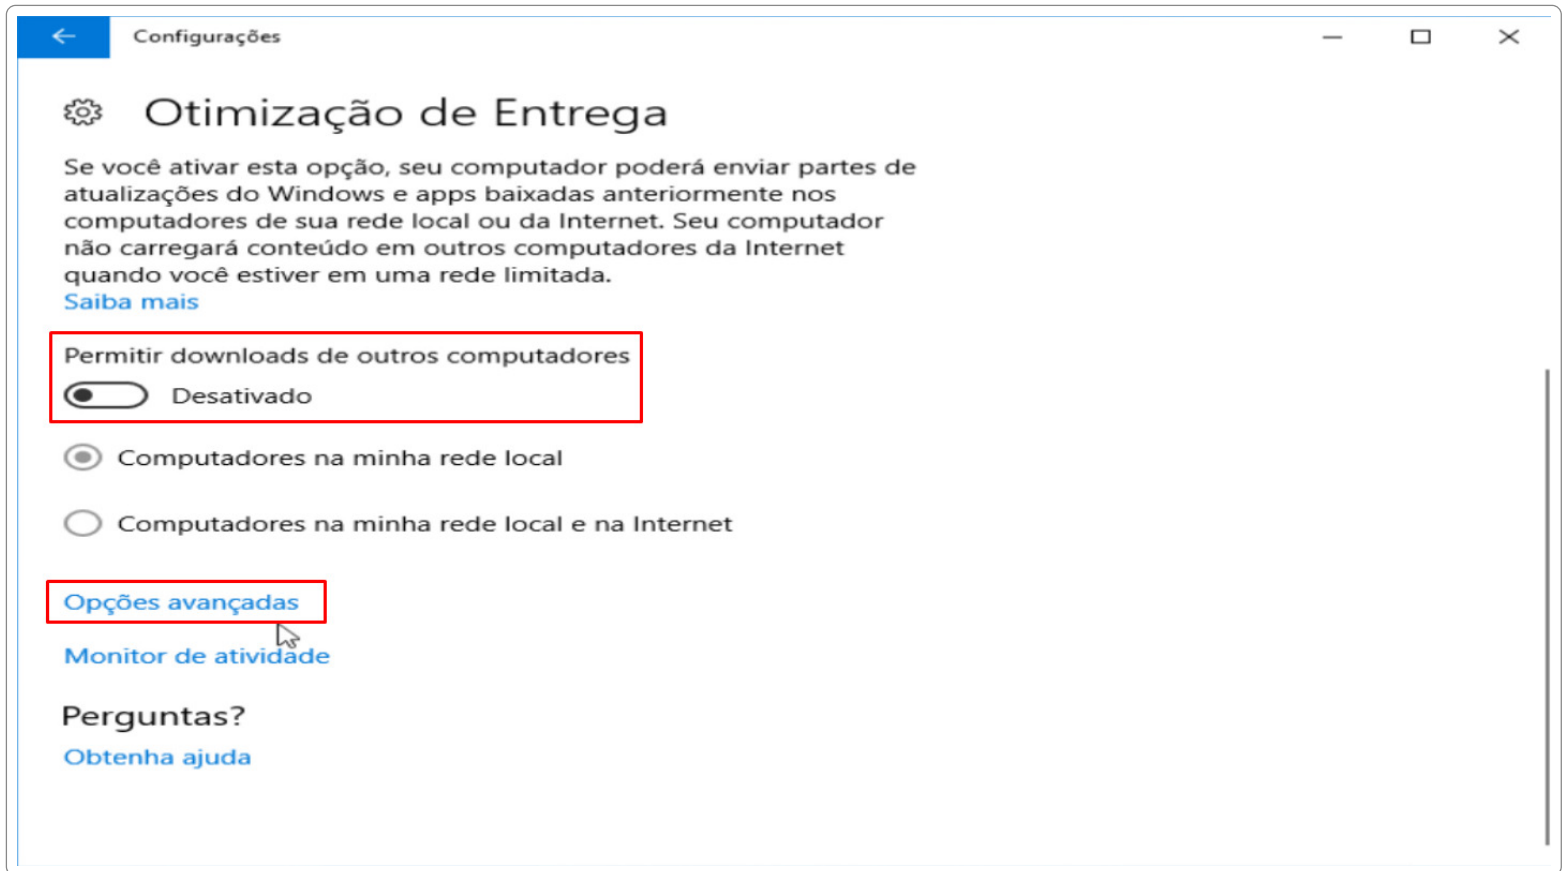 Configurações
Otimização de Entrega
Se você ativar esta opção, seu computador poderá enviar partes de
atualizações do Windows e apps baixadas anteriormente nos
computadores de sua rede local ou da Internet. Seu computador
não carregará conteúdo em outros computadores da Internet
quando você estiver em uma rede limitada.
Saiba mais
Permitir downloads de outros computadores
Desativado
Computadores na minha rede local
Computadores na minha rede local e na Internet
Opções avançadas
Monitor de atividade
Perguntas?
Obtenha ajuda